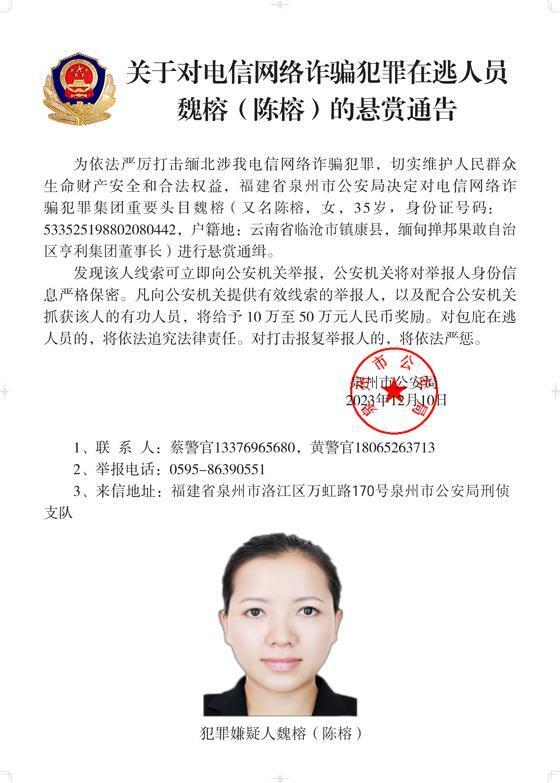 关于对电信网络诈骗犯罪在逃人员
魏榕（陈榕）的悬赏通告
为依法严厉打击缅北涉我电信网络诈骗犯罪，切实维护人民群众
生命财产安全和合法权益，福建省泉州市公安局决定对电信网络诈
骗犯罪集团重要头目魏榕（又名陈榕，女，35岁，身份证号码：
533525198802080442，户籍地：云南省临沧市镇康县，缅甸掸邦果敢自治
区亨利集团董事长）进行悬赏通缉。
发现该人线索可立即向公安机关举报，公安机关将对举报人身份信
息严格保密。凡向公安机关提供有效线索的举报人，以及配合公安机关
抓获该人的有功人员，将给予 10 万至 50 万元人民币奖励。对包庇在逃
人员的，将依法追究法律责任。对打击报复举报人的，将依法严惩。
泉州市公安局
泉州市公安局
2023年12月10日
1、联 系 人：蔡警官13376965680，黄警官18065263713
2、举报电话：0595-86390551
3、来信地址：福建省泉州市洛江区万虹路170号泉州市公安局刑侦
支队
犯罪嫌疑人魏榕（陈榕）